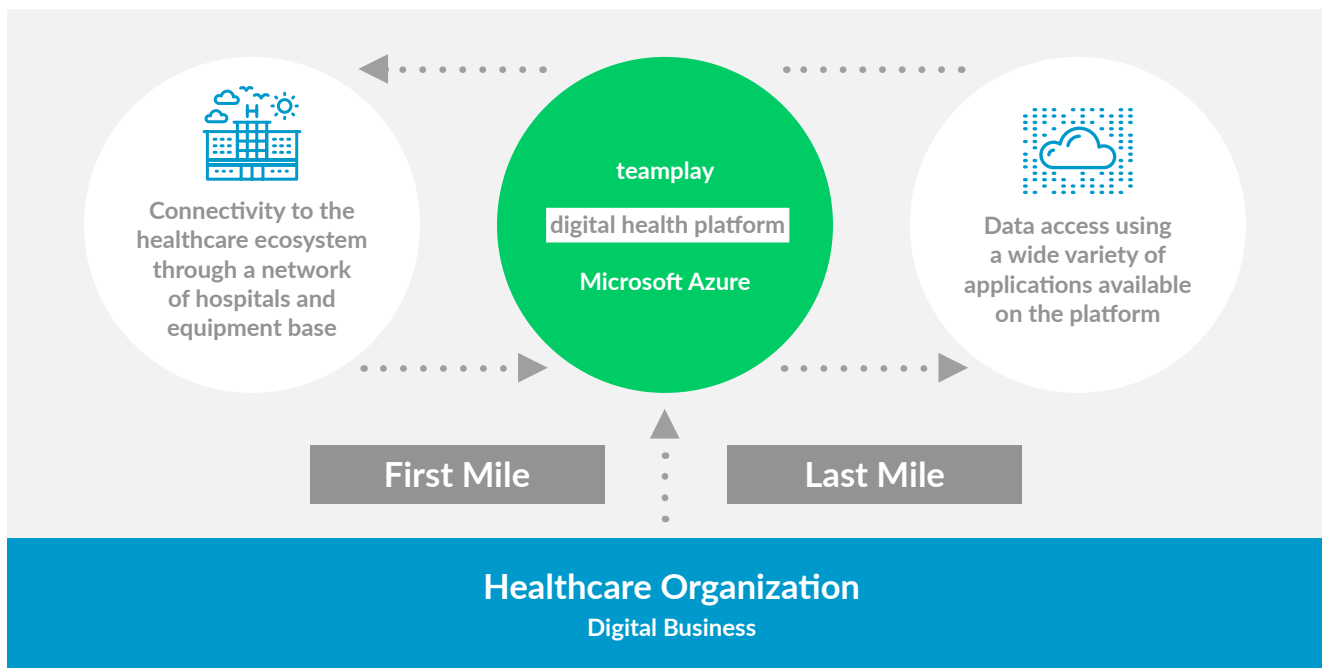 Connectivity to the
healthcare ecosystem
through a network
of hospitals and
equipment base
teamplay
digital health platform
Microsoft Azure
Data access using
a wide variety of
applications available
on the platform
First Mile
Last Mile
Healthcare Organization
Digital Business